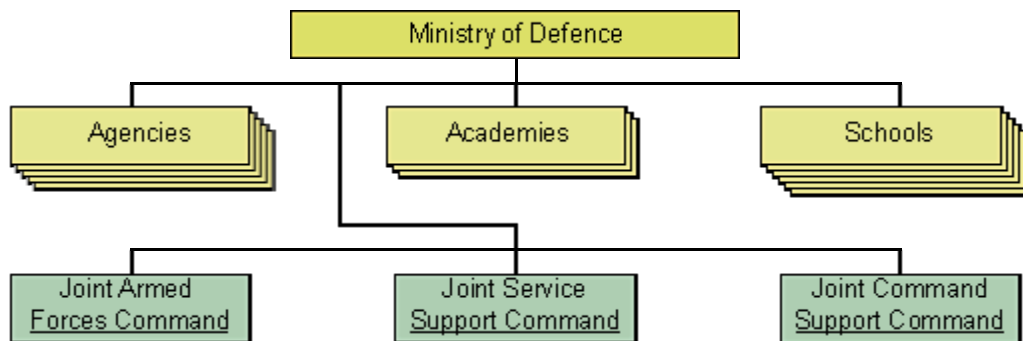 Ministry of Defence
Agencies
Academies
Schools
Joint Armed
Forces Command
Joint Service
Support Command
Joint Command
Support Command